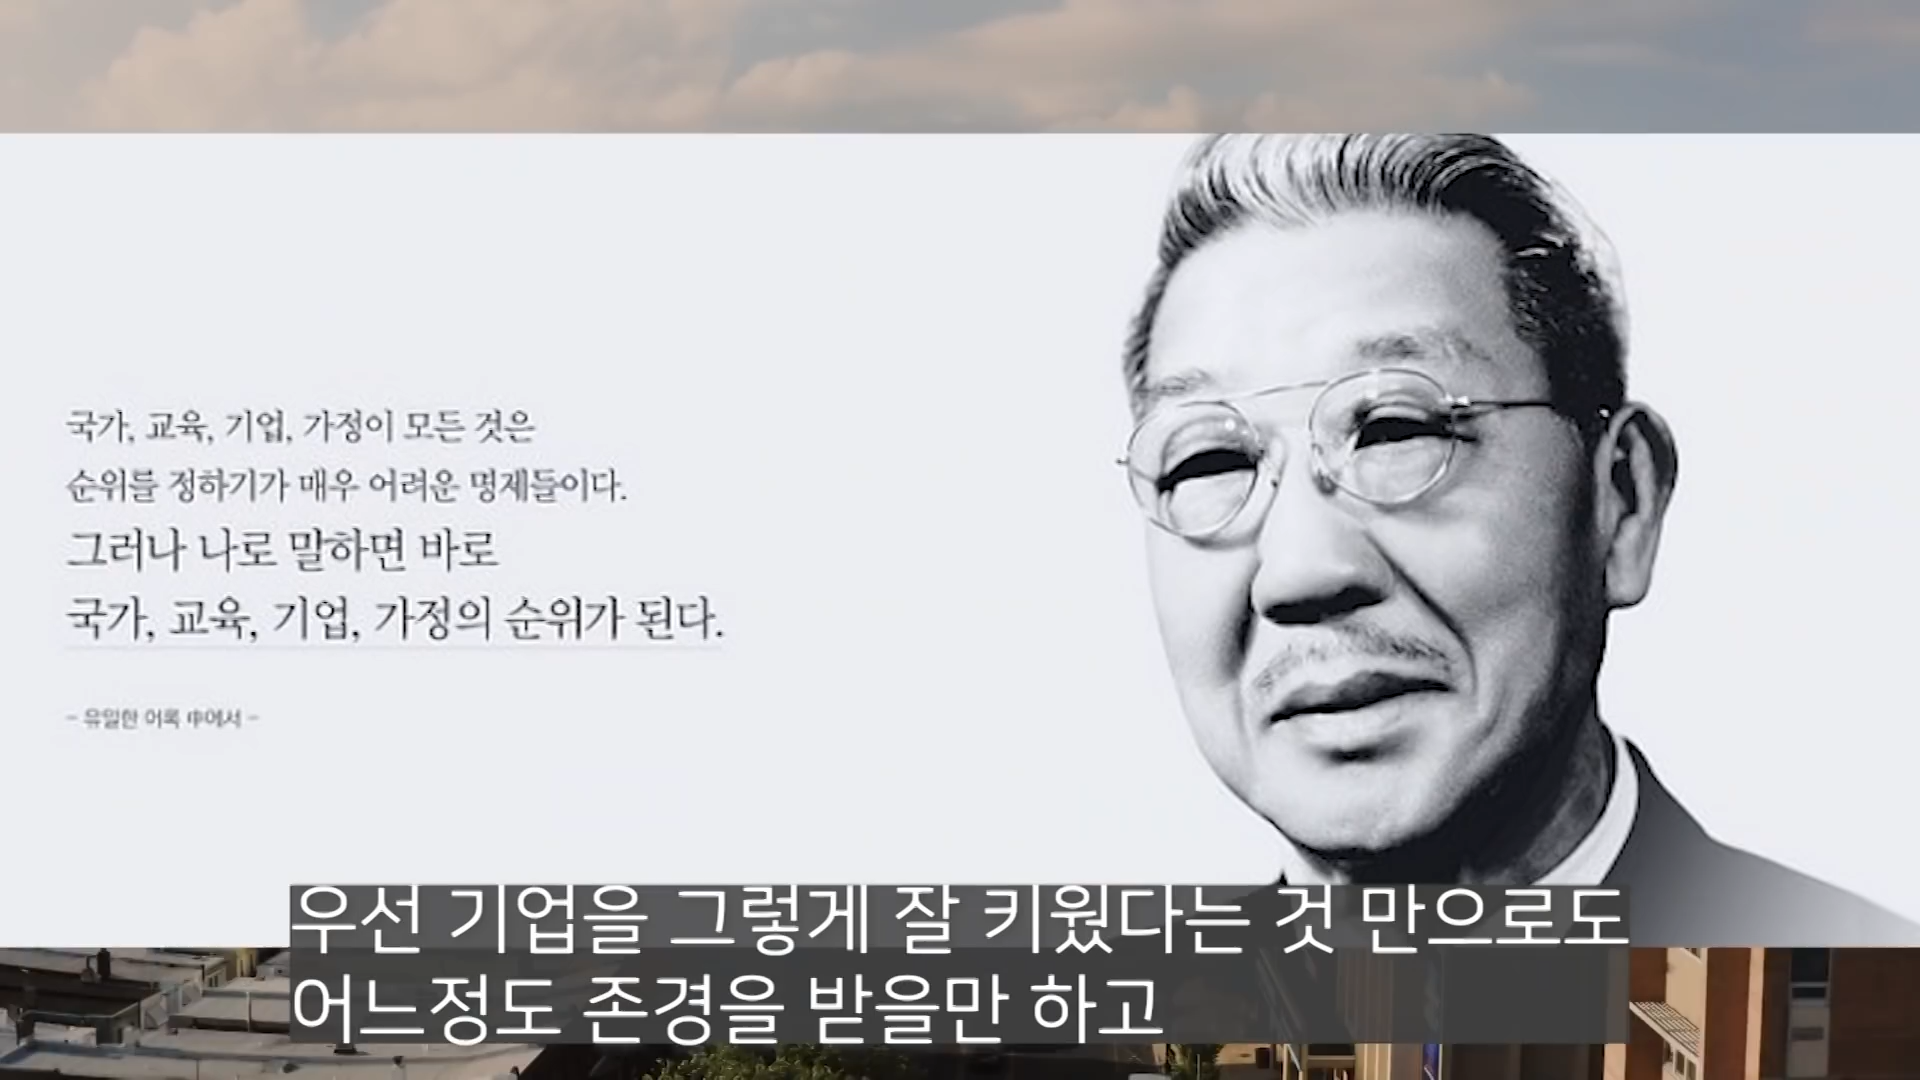 국가, 교육, 기업, 가정이 모든 것은
순위를 정하기가 매우 어려운 명제들이다.
그러나 나로 말하면 바로
국가, 교육, 기업, 가정의 순위가 된다.
- 유일한 어록 中에서 -
우선 기업을 그렇게 잘 키웠다는 것 만으로도
어느정도 존경을 받을만 하고